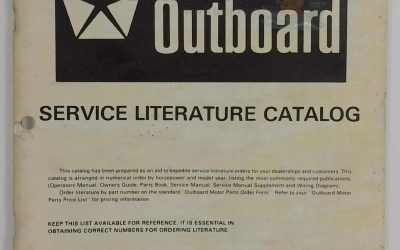 Outboard
SERVICE LITERATURE CATALOG
This catalog has been prepared as an aid to expedite service literature orders for your dealerships and customers. This
catalog is arranged in numerical order by horsepower and model year, listing the most commonly required publications,
(Operators Manual, Owners Guide, Parts Book, Service Manual, Service Manual Supplement and Wiring Diagram).
Order literature by part number on the standard "Outboard Motor Parts Order Form". Refer to your "Outboard Motor
Parts Price List" for pricing information.
KEEP THIS LIST AVAILABLE FOR REFERENCE. IT IS ESSENTIAL IN
OBTAINING CORRECT NUMBERS FOR ORDERING LITERATURE.